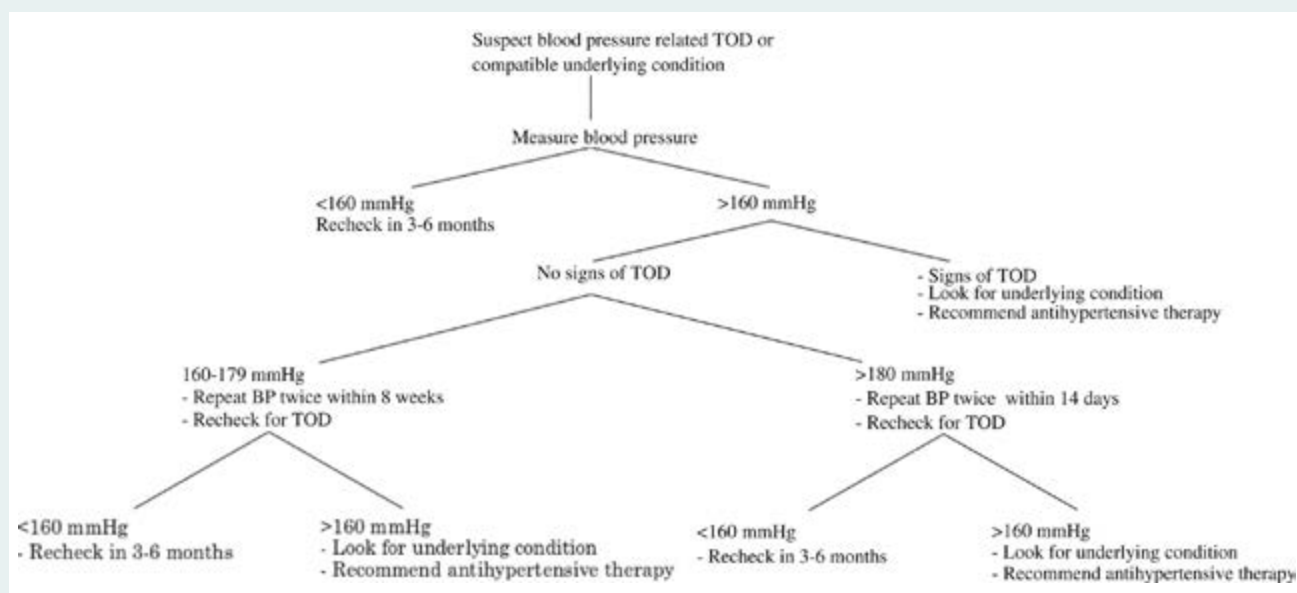 Suspect blood pressure related TOD or
compatible underlying condition
Measure blood pressure
<160 mmHg
Recheck in 3-6 months
>160 mmHg
No signs of TOD
- Signs of TOD
- Look for underlying condition
- Recommend antihypertensive therapy
160-179 mmHg
- Repeat BP twice within 8 weeks
- Recheck for TOD
>180 mmHg
- Repeat BP twice within 14 days
- Recheck for TOD
<160 mmHg
- Recheck in 3-6 months
>160 mmHg
- Look for underlying condition
- Recommend antihypertensive therapy
<160 mmHg
- Recheck in 3-6 months
>160 mmHg
- Look for underlying condition
- Recommend antihypertensive therapy